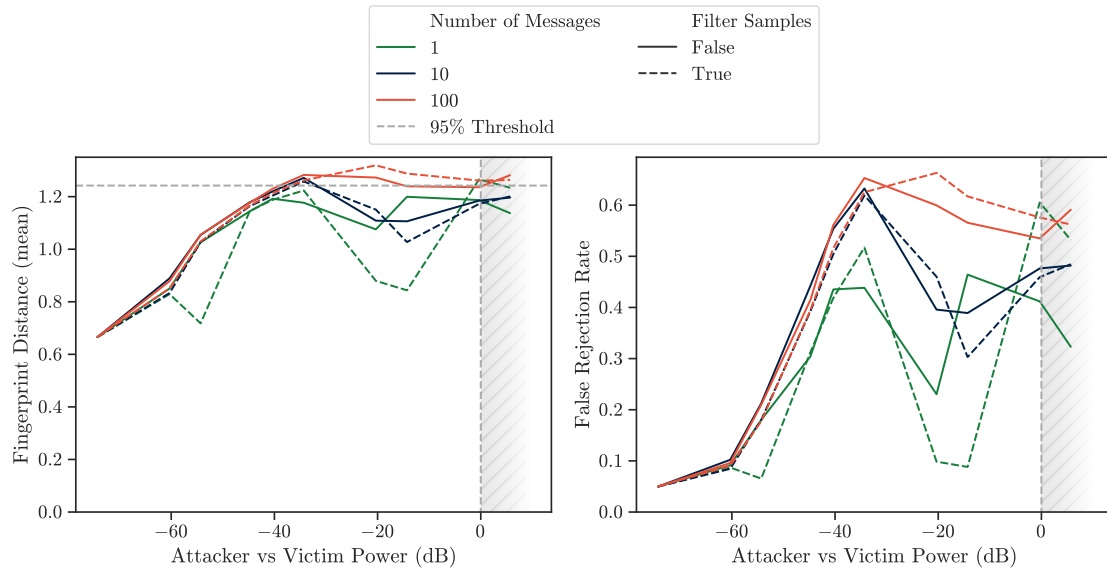 Number of Messages
1
10
100
95% Threshold
Filter Samples
False
True
Fingerprint Distance (mean)
1.2
1.0
0.8
0.6
0.4
0.2
0.0
−60
−40
−20
0
Attacker vs Victim Power (dB)
False Rejection Rate
0.6
0.5
0.4
0.3
0.2
0.1
0.0
−60
−40
−20
0
Attacker vs Victim Power (dB)